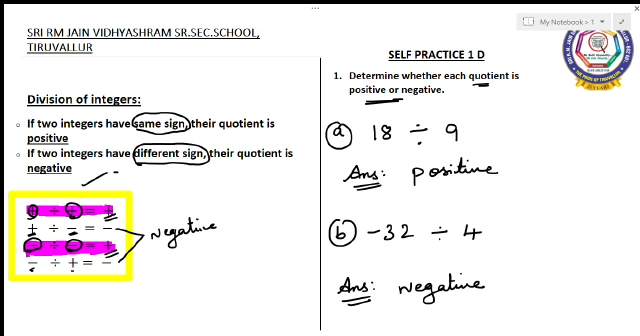 SRI RM JAIN VIDHYASHRAM SR.SEC.SCHOOL,
TIRUVALLUR
Division of integers:
○ If two integers have same sign, their quotient is
positive
○ If two integers have different sign, their quotient is
negative
+ ÷ + = +
+ ÷ − = −
− ÷ − = +
− ÷ + = −
Negative
My Notebook > 1
SELF PRACTICE 1 D
1. Determine whether each quotient is
positive or negative.
(a) 18 ÷ 9
Ans: Positive
(b) -32 ÷ 4
Ans: Negative